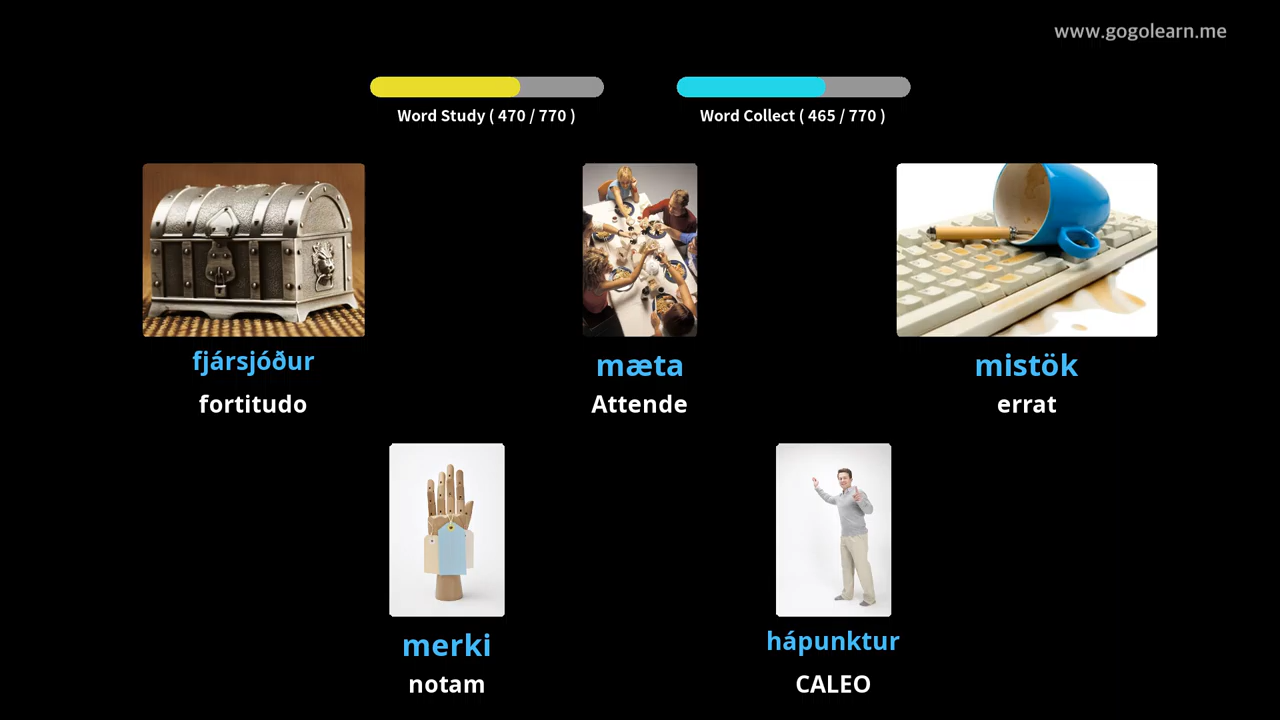 www.gogolearn.me
Word Study ( 470 / 770 )
Word Collect ( 465 / 770 )
fjársjóður
fortitudo
mæta
Attende
mistök
errat
merki
notam
hápunktur
CALEO